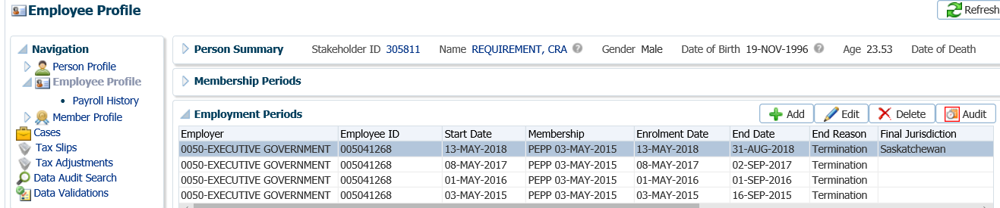 Employee Profile
Refresh
Navigation
Person Profile
Employee Profile
Payroll History
Member Profile
Cases
Tax Slips
Tax Adjustments
Data Audit Search
Data Validations
Person Summary Stakeholder ID 305811 Name REQUIREMENT, CRA Gender Male Date of Birth 19-NOV-1996 Age 23.53 Date of Death
Membership Periods
Employment Periods Add Edit Delete Audit
Employer Employee ID Start Date Membership Enrolment Date End Date End Reason Final Jurisdiction
0050-EXECUTIVE GOVERNMENT 005041268 13-MAY-2018 PEPP 03-MAY-2015 13-MAY-2018 31-AUG-2018 Termination Saskatchewan
0050-EXECUTIVE GOVERNMENT 005041268 08-MAY-2017 PEPP 03-MAY-2015 08-MAY-2017 02-SEP-2017 Termination
0050-EXECUTIVE GOVERNMENT 005041268 01-MAY-2016 PEPP 03-MAY-2015 01-MAY-2016 01-SEP-2016 Termination
0050-EXECUTIVE GOVERNMENT 005041268 03-MAY-2015 PEPP 03-MAY-2015 03-MAY-2015 16-SEP-2015 Termination